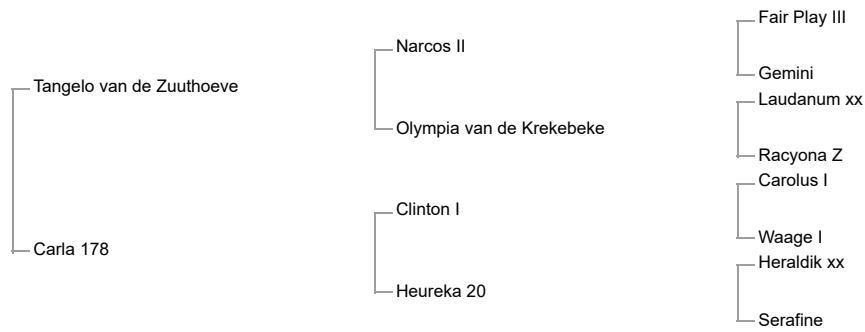 Fair Play III
Narcos II
Gemini
Tangelo van de Zuuthoeve
Laudanum xx
Olympia van de Krekebeke
Racyona Z
Carolus I
Clinton I
Waage I
Carla 178
Heraldik xx
Heureka 20
Serafine